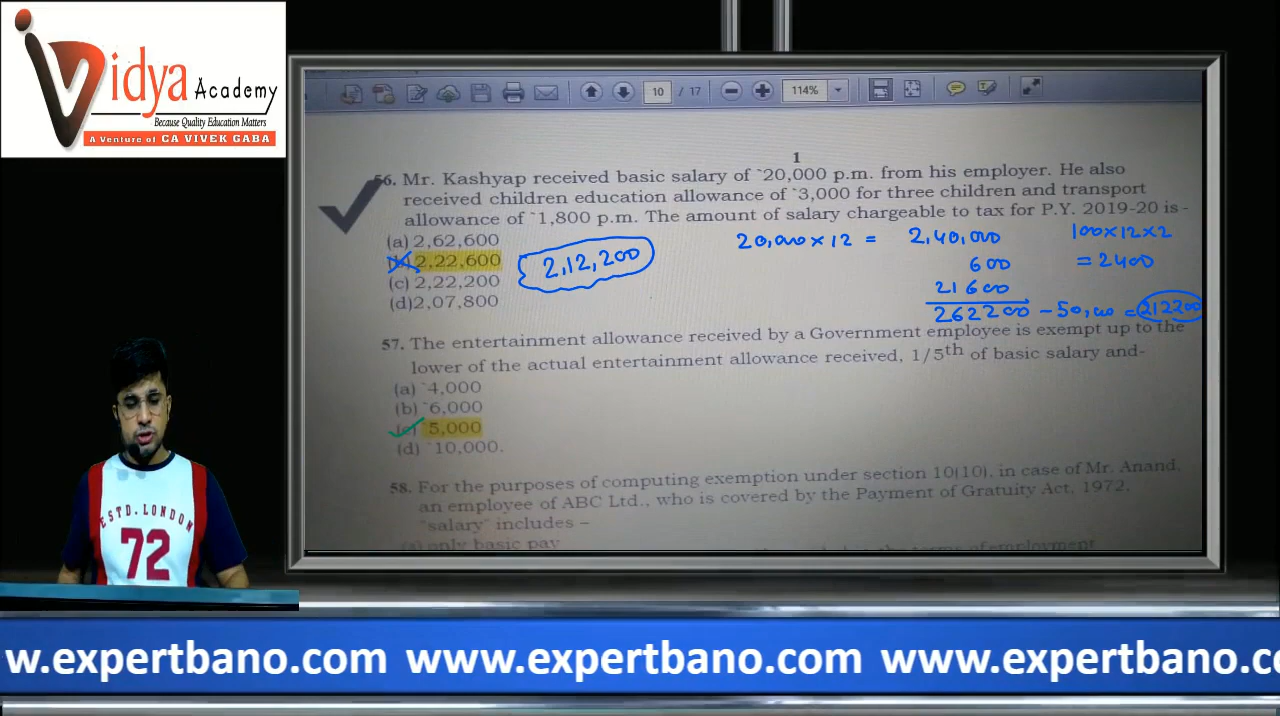 Vidya Academy
Because Quality Education Matters
A Venture of CA VIVEK GABA
10 / 17
114%
1
56. Mr. Kashyap received basic salary of `20,000 p.m. from his employer. He also
received children education allowance of `3,000 for three children and transport
allowance of `1,800 p.m. The amount of salary chargeable to tax for P.Y. 2019-20 is -
(a) 2,62,600
(b) 2,22,600
(c) 2,22,200
(d)2,07,800
2,12,200
20,000 x 12 = 2,40,000
600
21600
262200 - 50,000 = 212200
100x12x2
= 2400
57. The entertainment allowance received by a Government employee is exempt up to the
lower of the actual entertainment allowance received, 1/5th of basic salary and-
(a) `4,000
(b) `6,000
(c) `5,000
(d) `10,000.
58. For the purposes of computing exemption under section 10(10), in case of Mr. Anand,
an employee of ABC Ltd., who is covered by the Payment of Gratuity Act, 1972,
"salary" includes –
(a) only basic pay
the terms of employment
ESTD. LONDON
72
w.expertbano.com www.expertbano.com www.expertbano.co